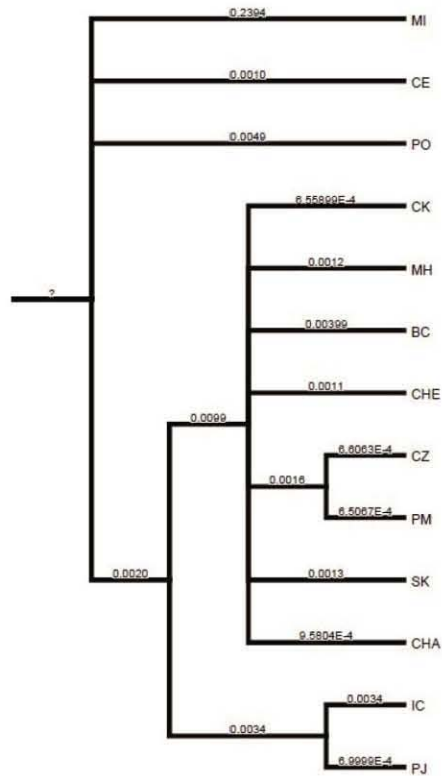 0.2394 MI
0.0010 CE
0.0049 PO
6.55899E-4 CK
0.0012 MH
0.00399 BC
?
0.0011 CHE
0.0099
6.6063E-4 CZ
0.0016
6.5067E-4 PM
0.0020
0.0013 SK
9.5804E-4 CHA
0.0034 IC
0.0034
6.9999E-4 PJ